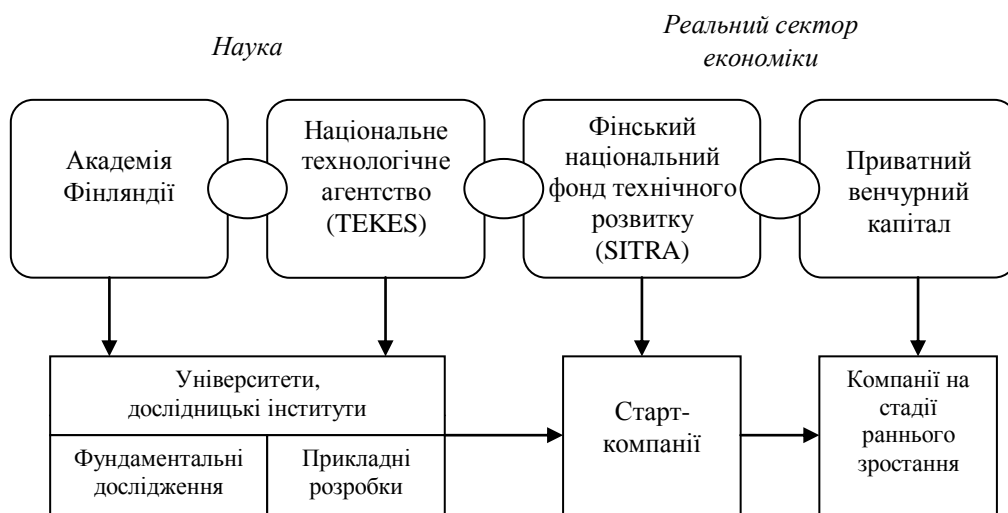 Наука
Реальний сектор
економіки
Академія
Фінляндії
Національне
технологічне
агентство
(TEKES)
Фінський
національний
фонд технічного
розвитку
(SITRA)
Приватний
венчурний
капітал
Університети,
дослідницькі інститути
Фундаментальні
дослідження
Прикладні
розробки
Старт-
компанії
Компанії на
стадії
раннього
зростання